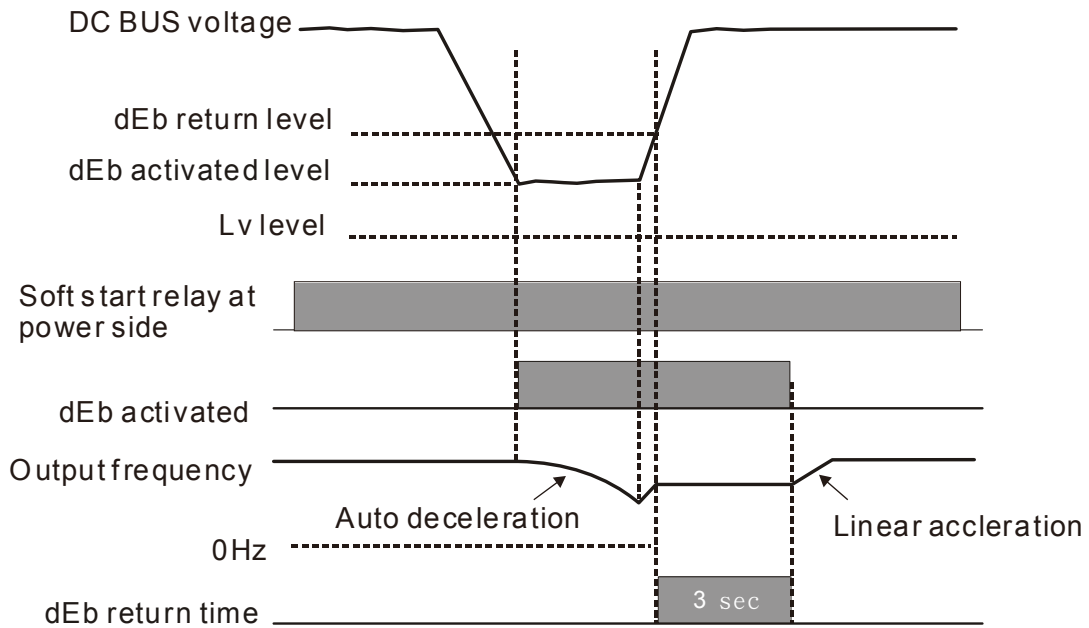 DC BUS voltage
dEb return level
dEb activated level
Lv level
Soft start relay at
power side
dEb activated
Output frequency
Auto deceleration
Linear accleration
0Hz
3 sec
dEb return time